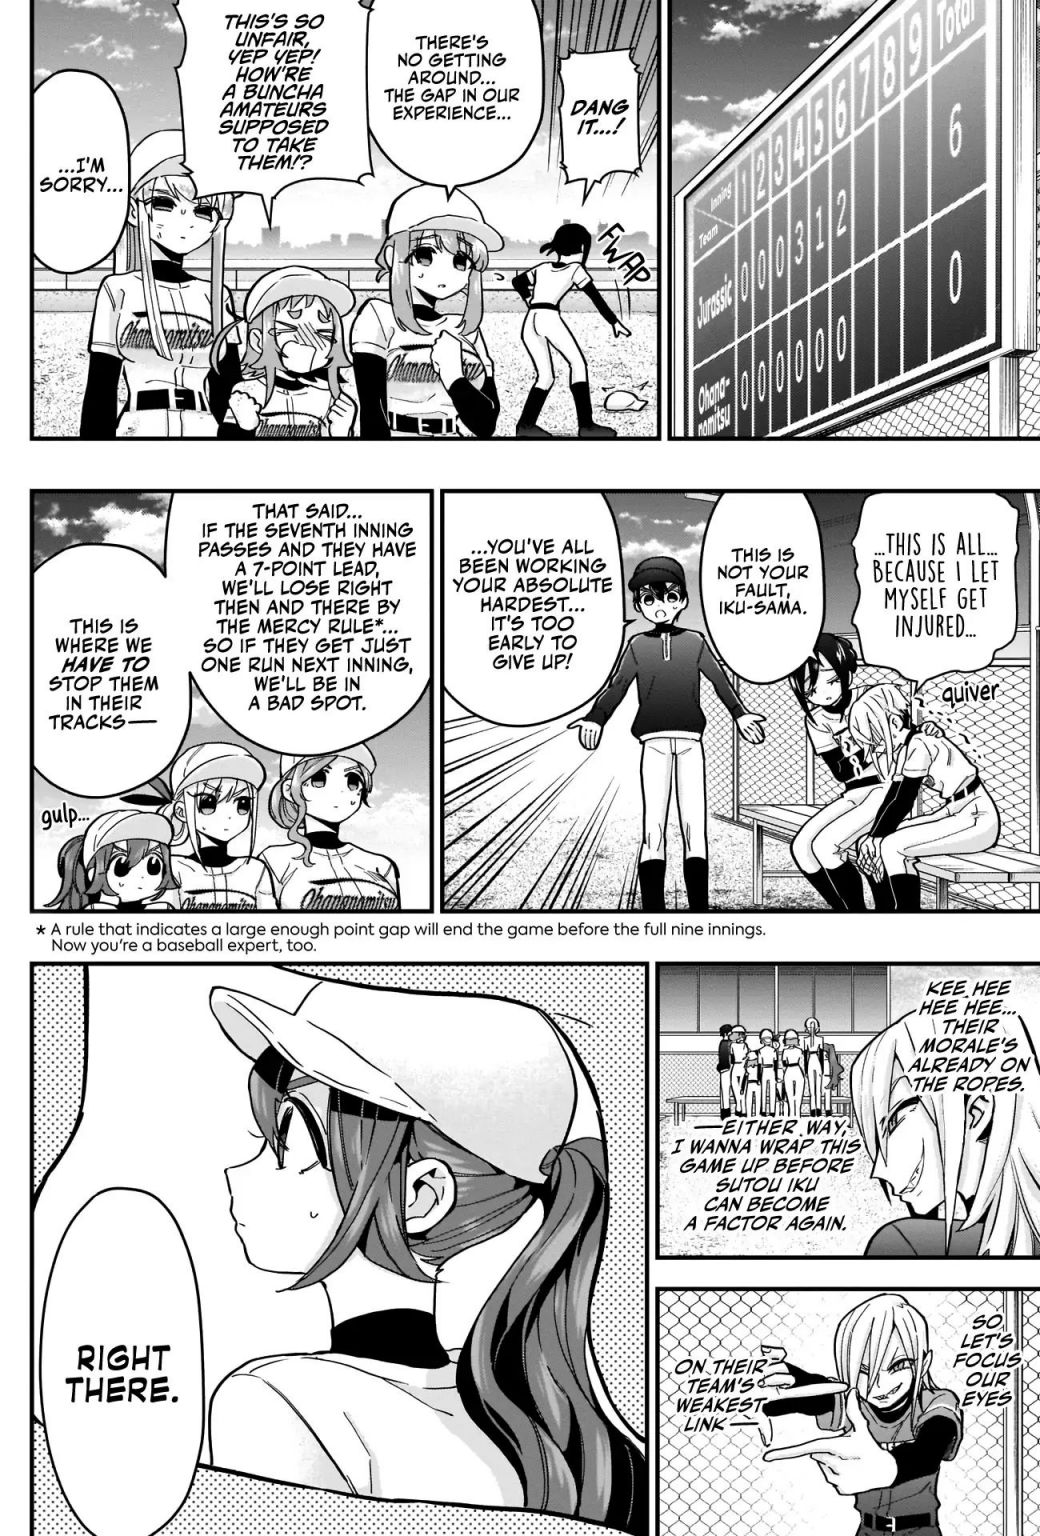 1 2 3 4 5 6 7 8 9 Total
Inning
Team
Jurassic 0 0 0 3 1 2 6
Ohana-
nomitsu 0 0 0 0 0 0 0
DANG
IT...!
FWAP
THERE'S
NO GETTING
AROUND...
THE GAP IN OUR
EXPERIENCE...
THIS'S SO
UNFAIR,
YEP YEP!
HOW'RE
A BUNCHA
AMATEURS
SUPPOSED
TO TAKE
THEM!?
...I'M
SORRY...
Ohananomitsu
Ohananomitsu
Ohananomitsu
...THIS IS ALL...
BECAUSE I LET
MYSELF GET
INJURED...
quiver
THIS IS
NOT YOUR
FAULT,
IKU-SAMA.
...YOU'VE ALL
BEEN WORKING
YOUR ABSOLUTE
HARDEST...
IT'S TOO
EARLY TO
GIVE UP!
THAT SAID...
IF THE SEVENTH INNING
PASSES AND THEY HAVE
A 7-POINT LEAD,
WE'LL LOSE RIGHT
THEN AND THERE BY
THE MERCY RULE*...
SO IF THEY GET JUST
ONE RUN NEXT INNING,
WE'LL BE IN
A BAD SPOT.
THIS IS
WHERE WE
HAVE TO
STOP THEM
IN THEIR
TRACKS—
gulp...
Ohananomitsu
Ohananomitsu
* A rule that indicates a large enough point gap will end the game before the full nine innings.
Now you're a baseball expert, too.
KEE HEE
HEE HEE...
THEIR
MORALE'S
ALREADY ON
THE ROPES.
—EITHER WAY,
I WANNA WRAP THIS
GAME UP BEFORE
SUTOU IKU
CAN BECOME
A FACTOR AGAIN.
SO
LET'S
FOCUS
OUR
EYES
ON THEIR
TEAM'S
WEAKEST
LINK—
RIGHT
THERE.